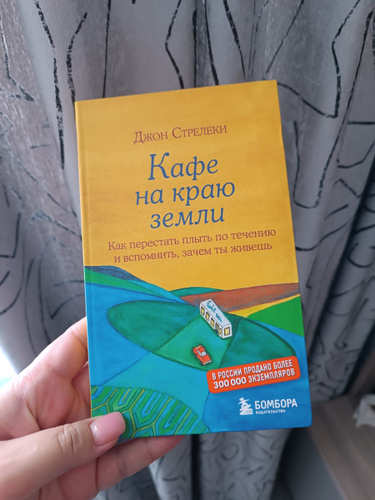 Джон Стрелеки
Кафе
на краю
земли
Как перестать плыть по течению
и вспомнить, зачем ты живешь
В РОССИИ ПРОДАНО БОЛЕЕ
300 000 ЭКЗЕМПЛЯРОВ
БОМБОРА
ИЗДАТЕЛЬСТВО